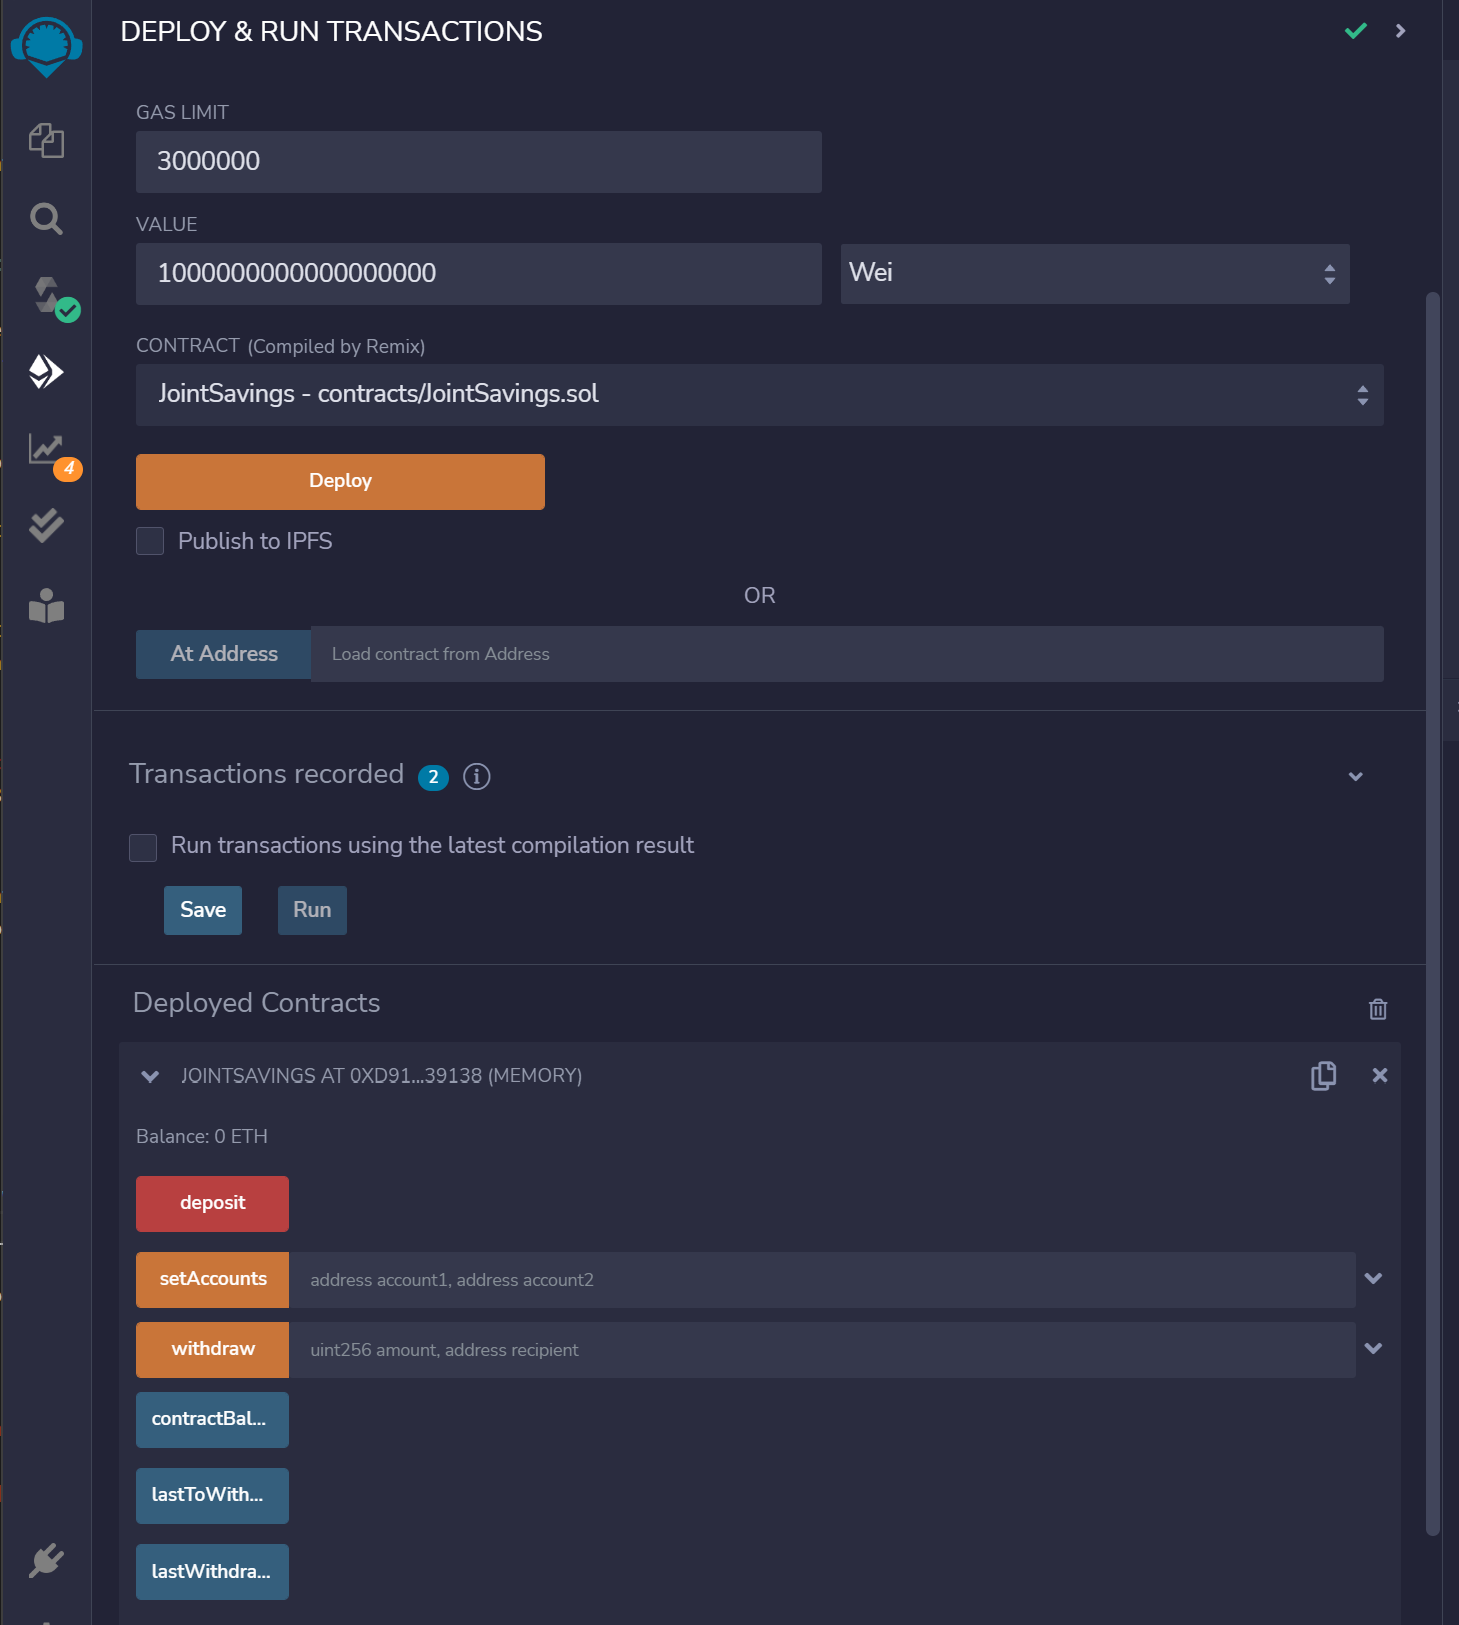 DEPLOY & RUN TRANSACTIONS
GAS LIMIT
3000000
VALUE
1000000000000000000 Wei
CONTRACT (Compiled by Remix)
JointSavings - contracts/JointSavings.sol
4
Deploy
Publish to IPFS
OR
At Address Load contract from Address
Transactions recorded 2 i
Run transactions using the latest compilation result
Save Run
Deployed Contracts
JOINTSAVINGS AT 0XD91...39138 (MEMORY)
Balance: 0 ETH
deposit
setAccounts address account1, address account2
withdraw uint256 amount, address recipient
contractBal...
lastToWith...
lastWithdra...